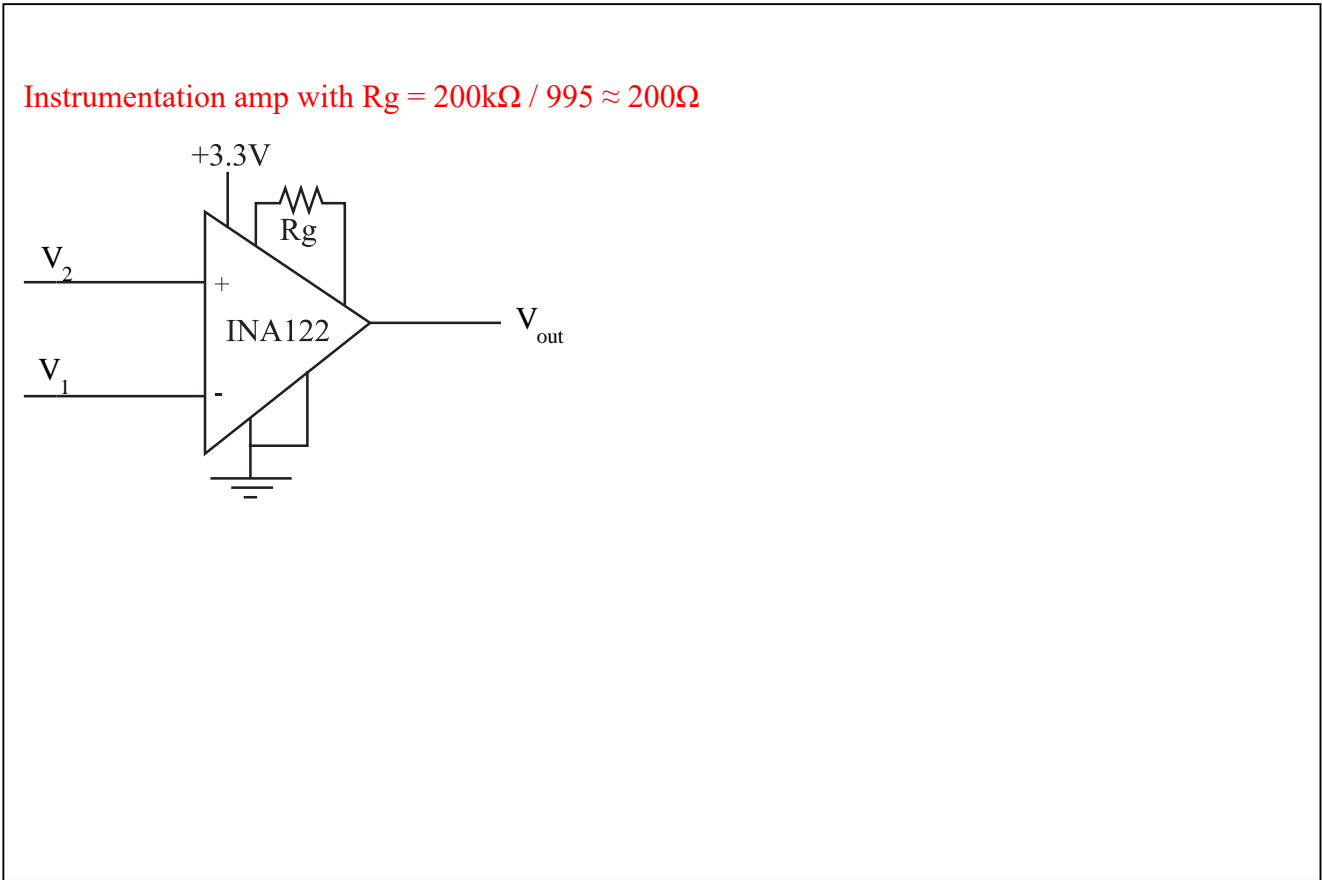 Instrumentation amp with Rg = 200kΩ / 995 ≈ 200Ω
+3.3V
Rg
V2
+
INA122
Vout
V1
-